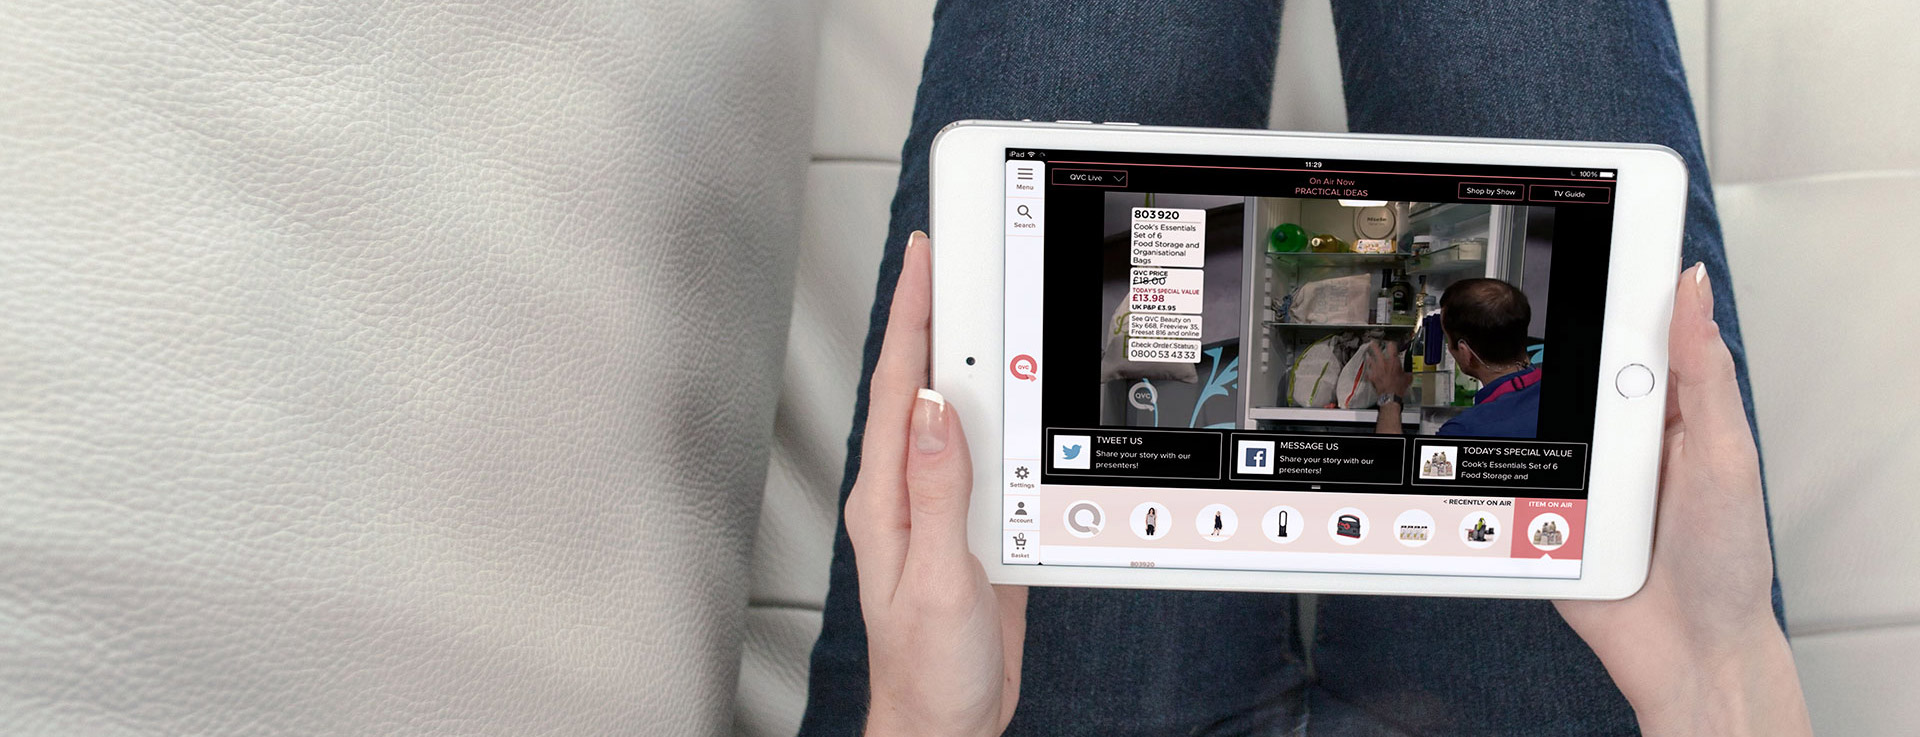 iPad
11:29
100%
Menu
Search
QVC
Settings
Account
0
Basket
QVC Live
On Air Now
PRACTICAL IDEAS
Shop by Show
TV Guide
803 920
Cook's Essentials
Set of 6
Food Storage and
Organisational
Bags
QVC PRICE
£18.00
TODAY'S SPECIAL VALUE
£13.98
UK P&P £3.95
See QVC Beauty on
Sky 668, Freeview 35,
Freesat 816 and online
Check Order Status
0800 53 43 33
QVC
TWEET US
Share your story with our
presenters!
MESSAGE US
Share your story with our
presenters!
TODAY'S SPECIAL VALUE
Cook's Essentials Set of 6
Food Storage and
< RECENTLY ON AIR
ITEM ON AIR
803920